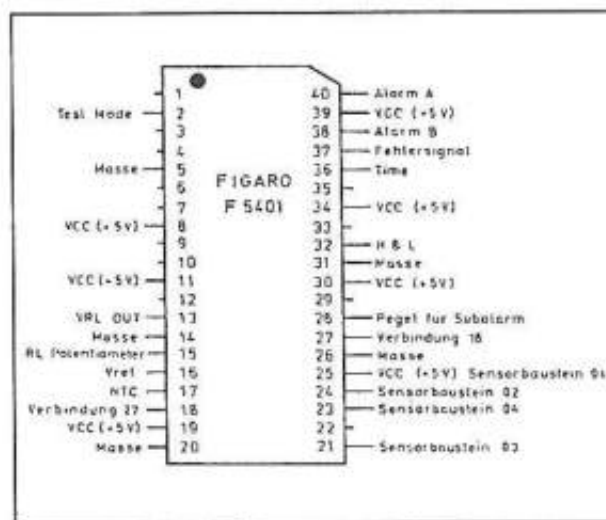 1
Test Mode 2
3
4
Masse 5
6
7
VCC (+5V) 8
9
10
VCC (+5V) 11
12
VRL OUT 13
Masse 14
RL Potentiometer 15
Vref 16
NTC 17
Verbindung 27 18
VCC (+5V) 19
Masse 20
FIGARO
F 5401
40 Alarm A
39 VCC (+5V)
38 Alarm B
37 Fehlersignal
36 Time
35
34 VCC (+5V)
33
32 H & L
31 Masse
30 VCC (+5V)
29
28 Pegel für Subalarm
27 Verbindung 18
26 Masse
25 VCC (+5V) Sensorbaustein
24 Sensorbaustein 02
23 Sensorbaustein 04
22
21 Sensorbaustein 03